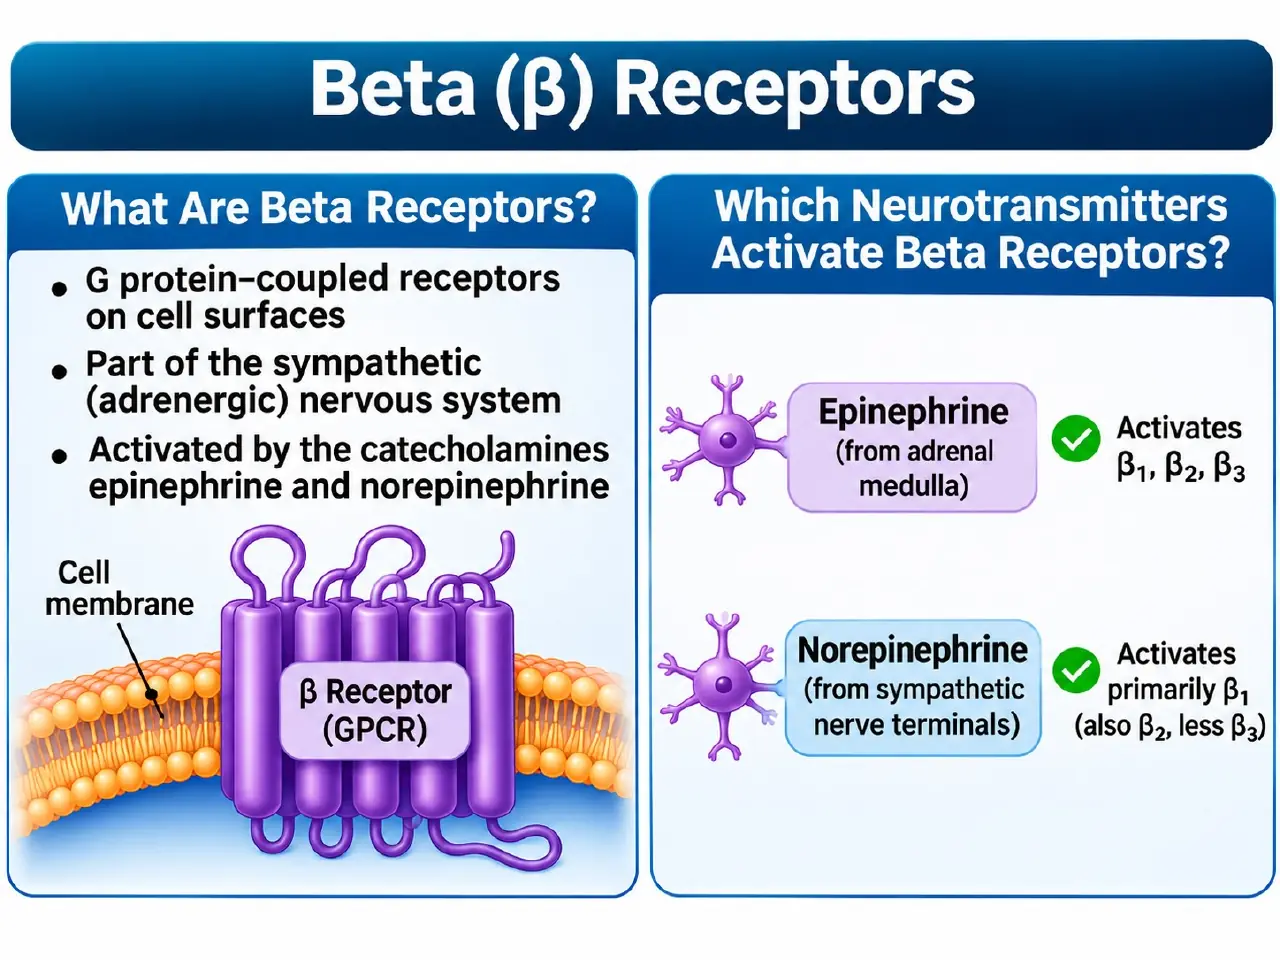 Beta (β) Receptors
What Are Beta Receptors?
• G protein-coupled receptors
on cell surfaces
• Part of the sympathetic
(adrenergic) nervous system
• Activated by the catecholamines
epinephrine and norepinephrine
Cell
membrane
β Receptor
(GPCR)
Which Neurotransmitters
Activate Beta Receptors?
Epinephrine
(from adrenal
medulla)
Activates
β₁, β₂, β₃
Norepinephrine
(from sympathetic
nerve terminals)
Activates
primarily β₁
(also β₂, less β₃)